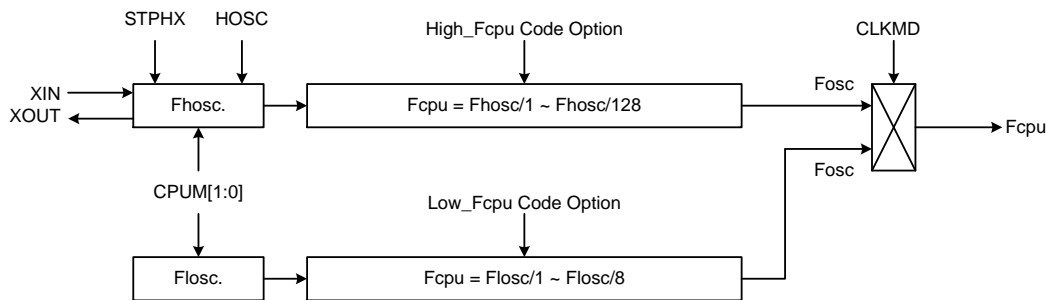 STPHX
HOSC
High_Fcpu Code Option
CLKMD
XIN
XOUT
Fhosc.
Fcpu = Fhosc/1 ~ Fhosc/128
Fosc
Fcpu
Fosc
CPUM[1:0]
Low_Fcpu Code Option
Flosc.
Fcpu = Flosc/1 ~ Flosc/8